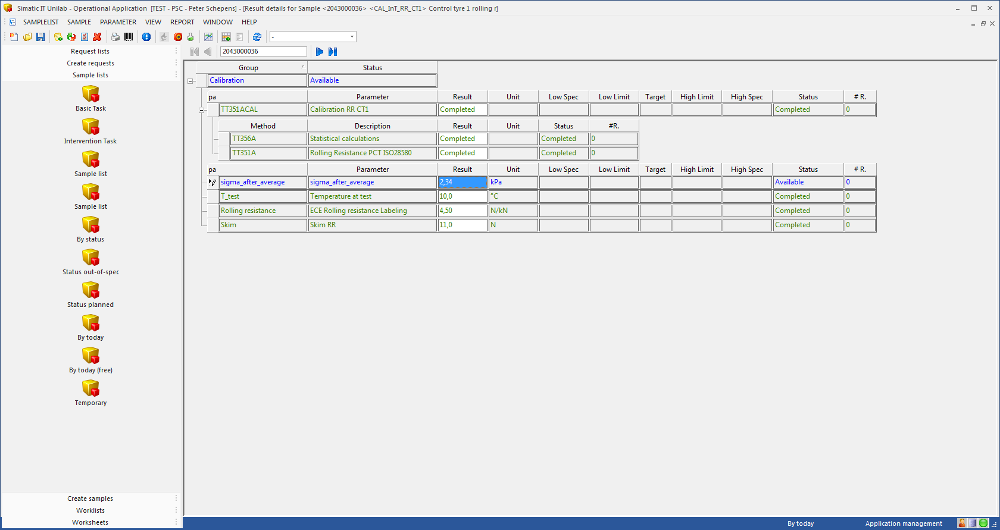 Simatic IT Unilab - Operational Application [TEST - PSC - Peter Schepens] - [Result details for Sample <2043000036> <CAL_InT_RR_CT1> Control tyre 1 rolling r]
SAMPLELIST SAMPLE PARAMETER VIEW REPORT WINDOW HELP
-
Request lists
Create requests
Sample lists
Basic Task
Intervention Task
Sample list
Sample list
By status
Status out-of-spec
Status planned
By today
By today (free)
Temporary
Create samples
Worklists
Worksheets
2043000036
Group Status
Calibration Available
pa Parameter Result Unit Low Spec Low Limit Target High Limit High Spec Status # R.
TT351ACAL Calibration RR CT1 Completed Completed 0
Method Description Result Unit Status #R.
TT356A Statistical calculations Completed Completed 0
TT351A Rolling Resistance PCT ISO28580 Completed Completed 0
pa Parameter Result Unit Low Spec Low Limit Target High Limit High Spec Status # R.
sigma_after_average sigma_after_average 2,34 kPa Available 0
T_test Temperature at test 10,0 °C Completed 0
Rolling resistance ECE Rolling resistance Labeling 4,50 N/kN Completed 0
Skim Skim RR 11,0 N Completed 0
By today Application management